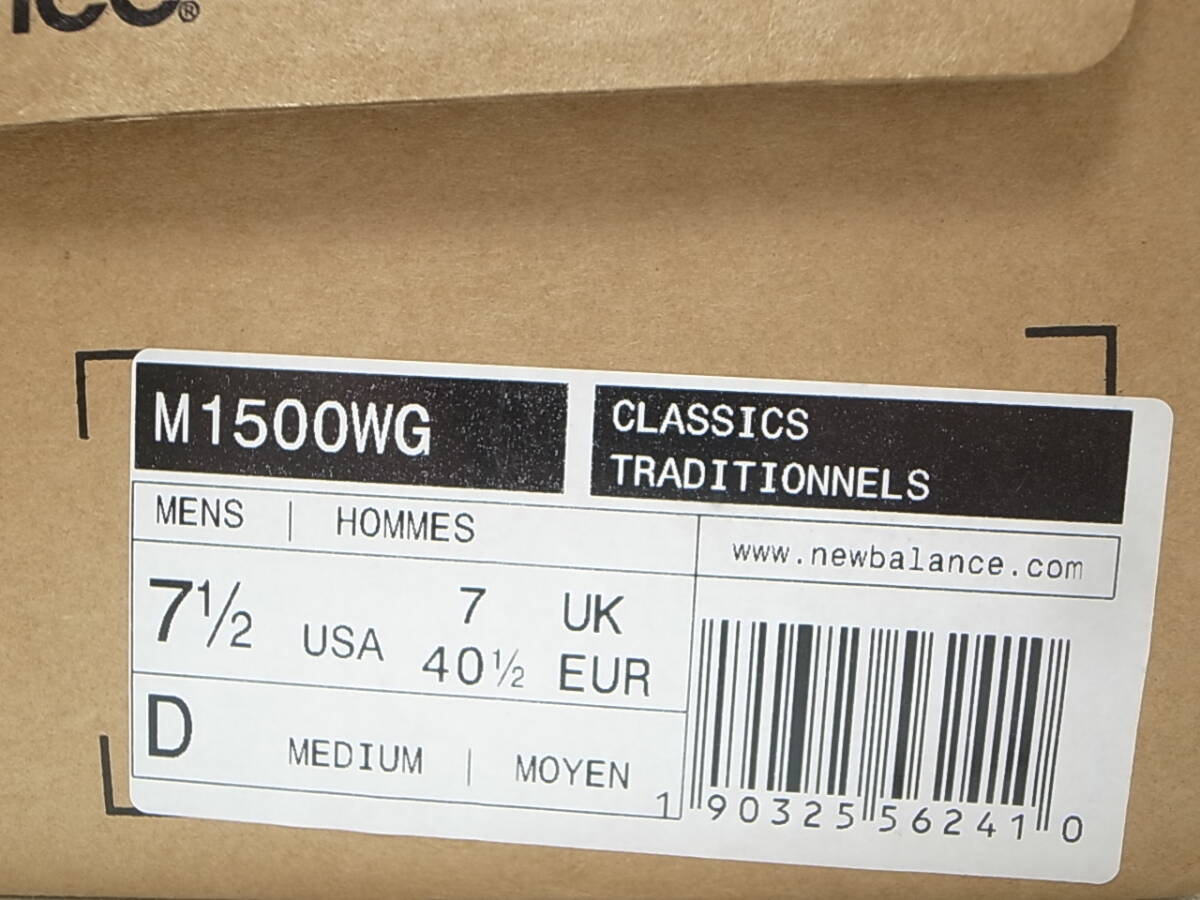 M1500WG
CLASSICS
TRADITIONNELS
MENS | HOMMES
www.newbalance.com
7½ USA
7 UK
40½ EUR
D MEDIUM | MOYEN
1 90325 56241 0